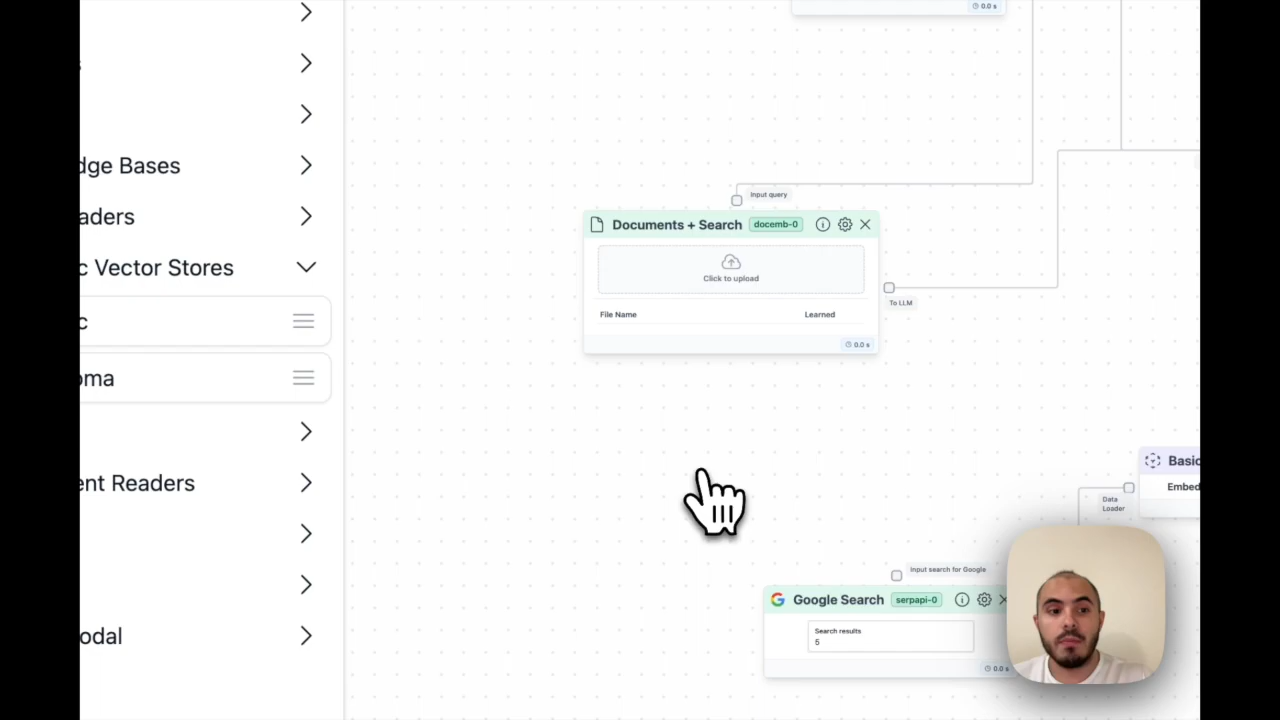 0.0 s
dge Bases
aders
c Vector Stores
c
oma
ent Readers
odal
Input query
Documents + Search
docemb-0
Click to upload
To LLM
File Name
Learned
0.0 s
Basic
Embed
Data
Loader
Input search for Google
Google Search
serpapi-0
Search results
5
0.0 s